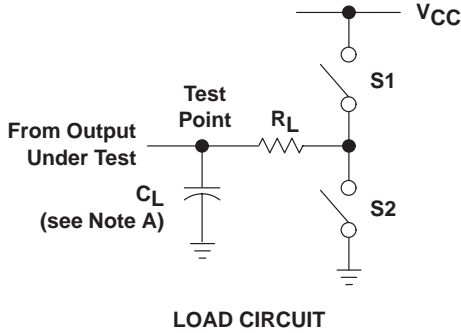 VCC
S1
Test
Point
RL
From Output
Under Test
CL
(see Note A)
S2
LOAD CIRCUIT